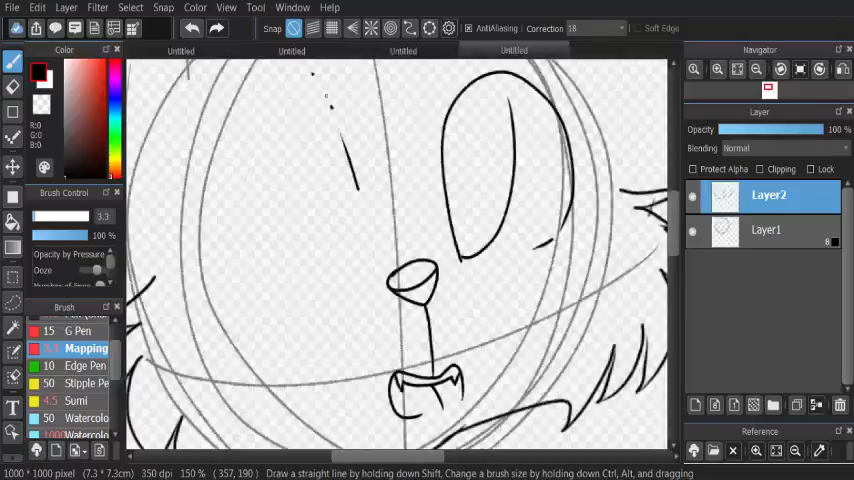 File Edit Layer Filter Select Snap Color View Tool Window Help
Snap AntiAliasing Correction 18 Soft Edge
Untitled Untitled Untitled Untitled
Color
R:0
G:0
B:0
Brush Control
3.3
100 %
Opacity by Pressure
Ooze
Brush
15 G Pen
Mapping
10 Edge Pen
50 Stipple Pe
4.5 Sumi
50 Watercolo
Watercolo
Navigator
Layer
Opacity 100 %
Blending Normal
Protect Alpha Clipping Lock
Layer2
Layer1
8
Reference
1000 * 1000 pixel (7.3 * 7.3cm) 350 dpi 150 % ( 357, 190 ) Draw a straight line by holding down Shift, Change a brush size by holding down Ctrl, Alt, and dragging